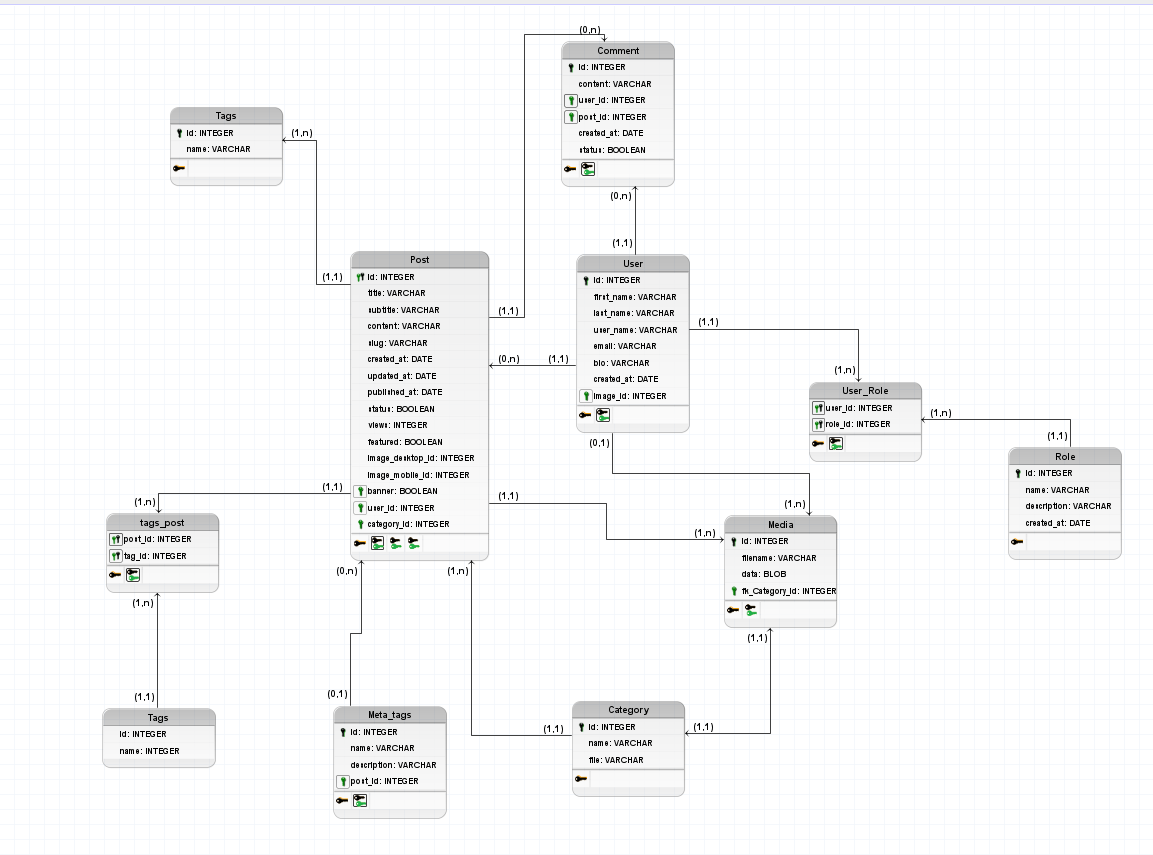 (0,n)
Comment
id: INTEGER
content: VARCHAR
user_id: INTEGER
post_id: INTEGER
created_at: DATE
status: BOOLEAN
Tags
id: INTEGER
name: VARCHAR
(1,n)
(0,n)
(1,1)
Post
id: INTEGER
title: VARCHAR
subtitle: VARCHAR
content: VARCHAR
slug: VARCHAR
created_at: DATE
updated_at: DATE
published_at: DATE
status: BOOLEAN
views: INTEGER
featured: BOOLEAN
image_desktop_id: INTEGER
image_mobile_id: INTEGER
banner: BOOLEAN
user_id: INTEGER
category_id: INTEGER
(1,1)
(1,1)
(0,n)
(1,1)
User
id: INTEGER
first_name: VARCHAR
last_name: VARCHAR
user_name: VARCHAR
email: VARCHAR
bio: VARCHAR
created_at: DATE
image_id: INTEGER
(1,1)
(1,n)
User_Role
user_id: INTEGER
role_id: INTEGER
(1,n)
(1,1)
Role
id: INTEGER
name: VARCHAR
description: VARCHAR
created_at: DATE
(0,1)
(1,n)
(1,1)
(1,n)
Media
id: INTEGER
filename: VARCHAR
data: BLOB
fk_Category_id: INTEGER
(1,1)
(1,1)
(1,n)
tags_post
post_id: INTEGER
tag_id: INTEGER
(1,n)
(1,1)
Tags
id: INTEGER
name: INTEGER
(0,n)
(0,1)
Meta_tags
id: INTEGER
name: VARCHAR
description: VARCHAR
post_id: INTEGER
(1,n)
(1,1)
Category
id: INTEGER
name: VARCHAR
file: VARCHAR
(1,1)